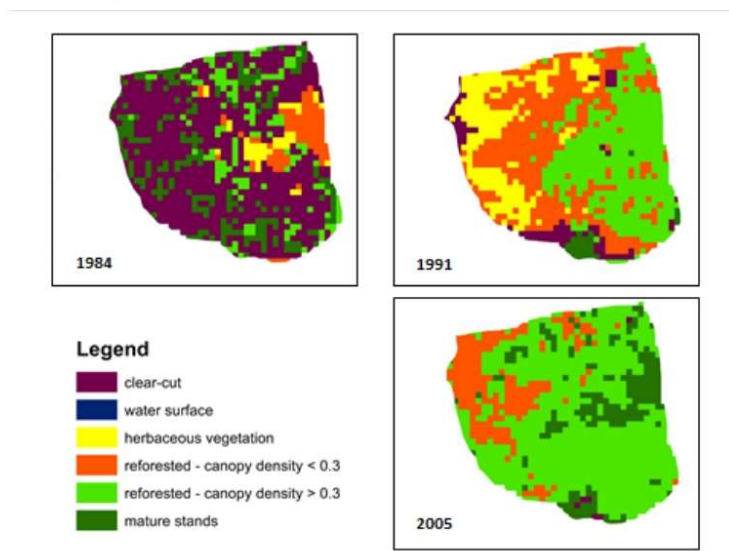 1984
1991
Legend
clear-cut
water surface
herbaceous vegetation
reforested - canopy density < 0.3
reforested - canopy density > 0.3
mature stands
2005